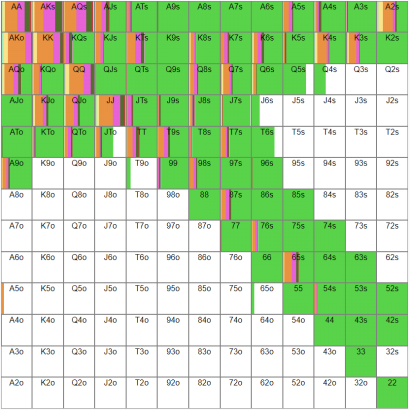 AA AKs AQs AJs ATs A9s A8s A7s A6s A5s A4s A3s A2s
AKo KK KQs KJs KTs K9s K8s K7s K6s K5s K4s K3s K2s
AQo KQo QQ QJs QTs Q9s Q8s Q7s Q6s Q5s Q4s Q3s Q2s
AJo KJo QJo JJ JTs J9s J8s J7s J6s J5s J4s J3s J2s
ATo KTo QTo JTo TT T9s T8s T7s T6s T5s T4s T3s T2s
A9o K9o Q9o J9o T9o 99 98s 97s 96s 95s 94s 93s 92s
A8o K8o Q8o J8o T8o 98o 88 87s 86s 85s 84s 83s 82s
A7o K7o Q7o J7o T7o 97o 87o 77 76s 75s 74s 73s 72s
A6o K6o Q6o J6o T6o 96o 86o 76o 66 65s 64s 63s 62s
A5o K5o Q5o J5o T5o 95o 85o 75o 65o 55 54s 53s 52s
A4o K4o Q4o J4o T4o 94o 84o 74o 64o 54o 44 43s 42s
A3o K3o Q3o J3o T3o 93o 83o 73o 63o 53o 43o 33 32s
A2o K2o Q2o J2o T2o 92o 82o 72o 62o 52o 42o 32o 22